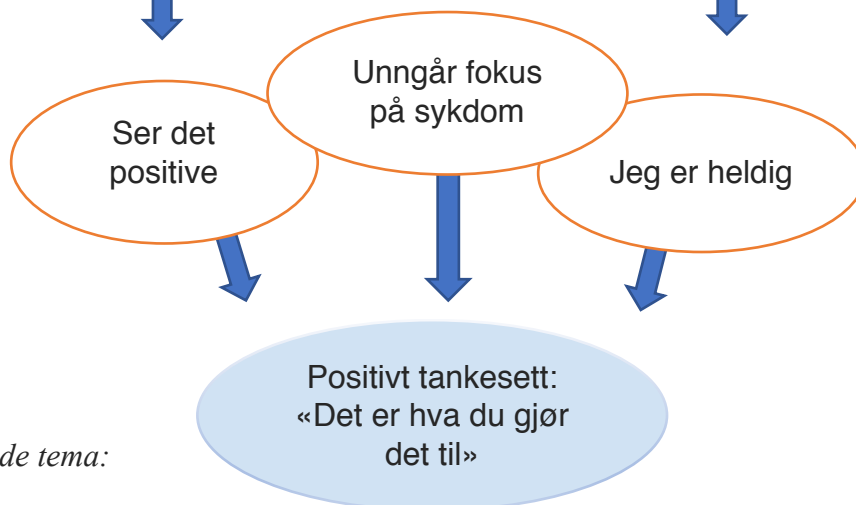 Unngår fokus
på sykdom
Ser det
positive
Jeg er heldig
Positivt tankesett:
«Det er hva du gjør
det til»
de tema: